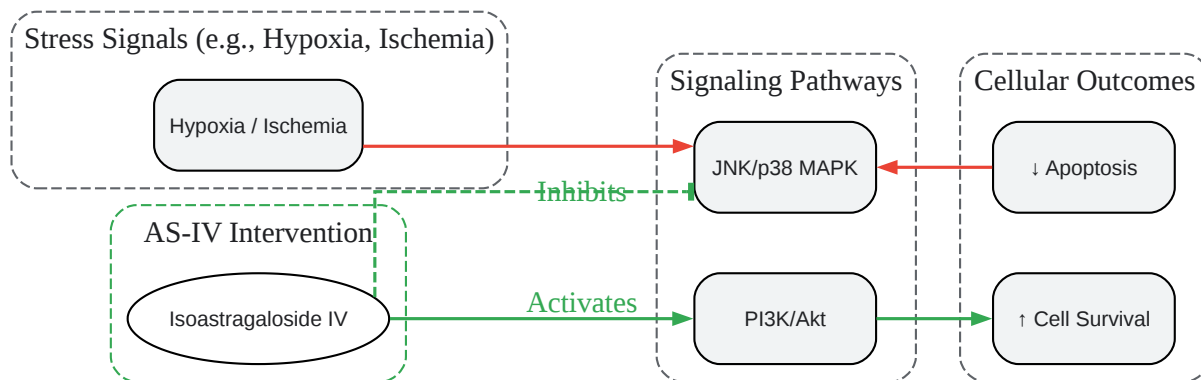 Stress Signals (e.g., Hypoxia, Ischemia)
Hypoxia / Ischemia
Signaling Pathways
Cellular Outcomes
JNK/p38 MAPK
↓ Apoptosis
Inhibits
AS-IV Intervention
Isoastragaloside IV
Activates
PI3K/Akt
↑ Cell Survival